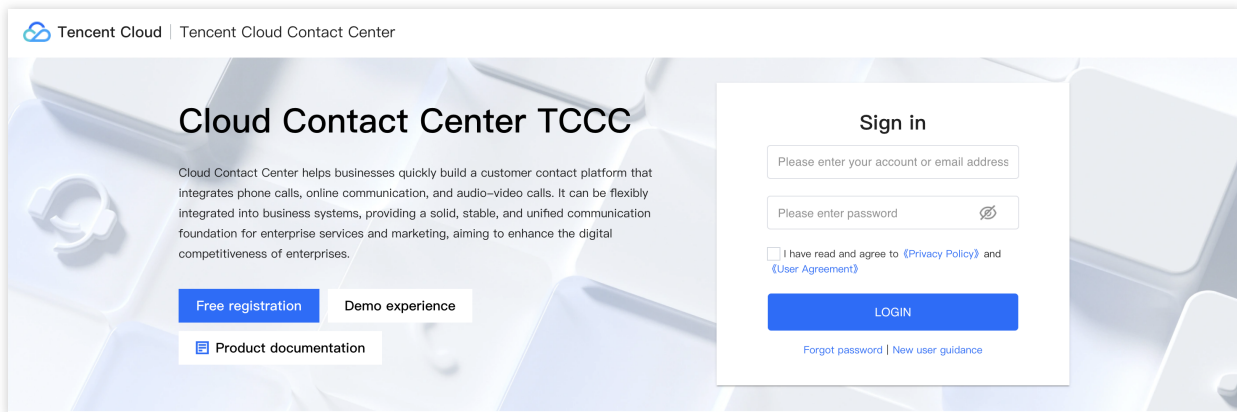 Tencent Cloud | Tencent Cloud Contact Center
Cloud Contact Center TCCC
Cloud Contact Center helps businesses quickly build a customer contact platform that
integrates phone calls, online communication, and audio-video calls. It can be flexibly
integrated into business systems, providing a solid, stable, and unified communication
foundation for enterprise services and marketing, aiming to enhance the digital
competitiveness of enterprises.
Free registration
Demo experience
Product documentation
Sign in
Please enter your account or email address
Please enter password
I have read and agree to 《Privacy Policy》 and
《User Agreement》
LOGIN
Forgot password | New user guidance